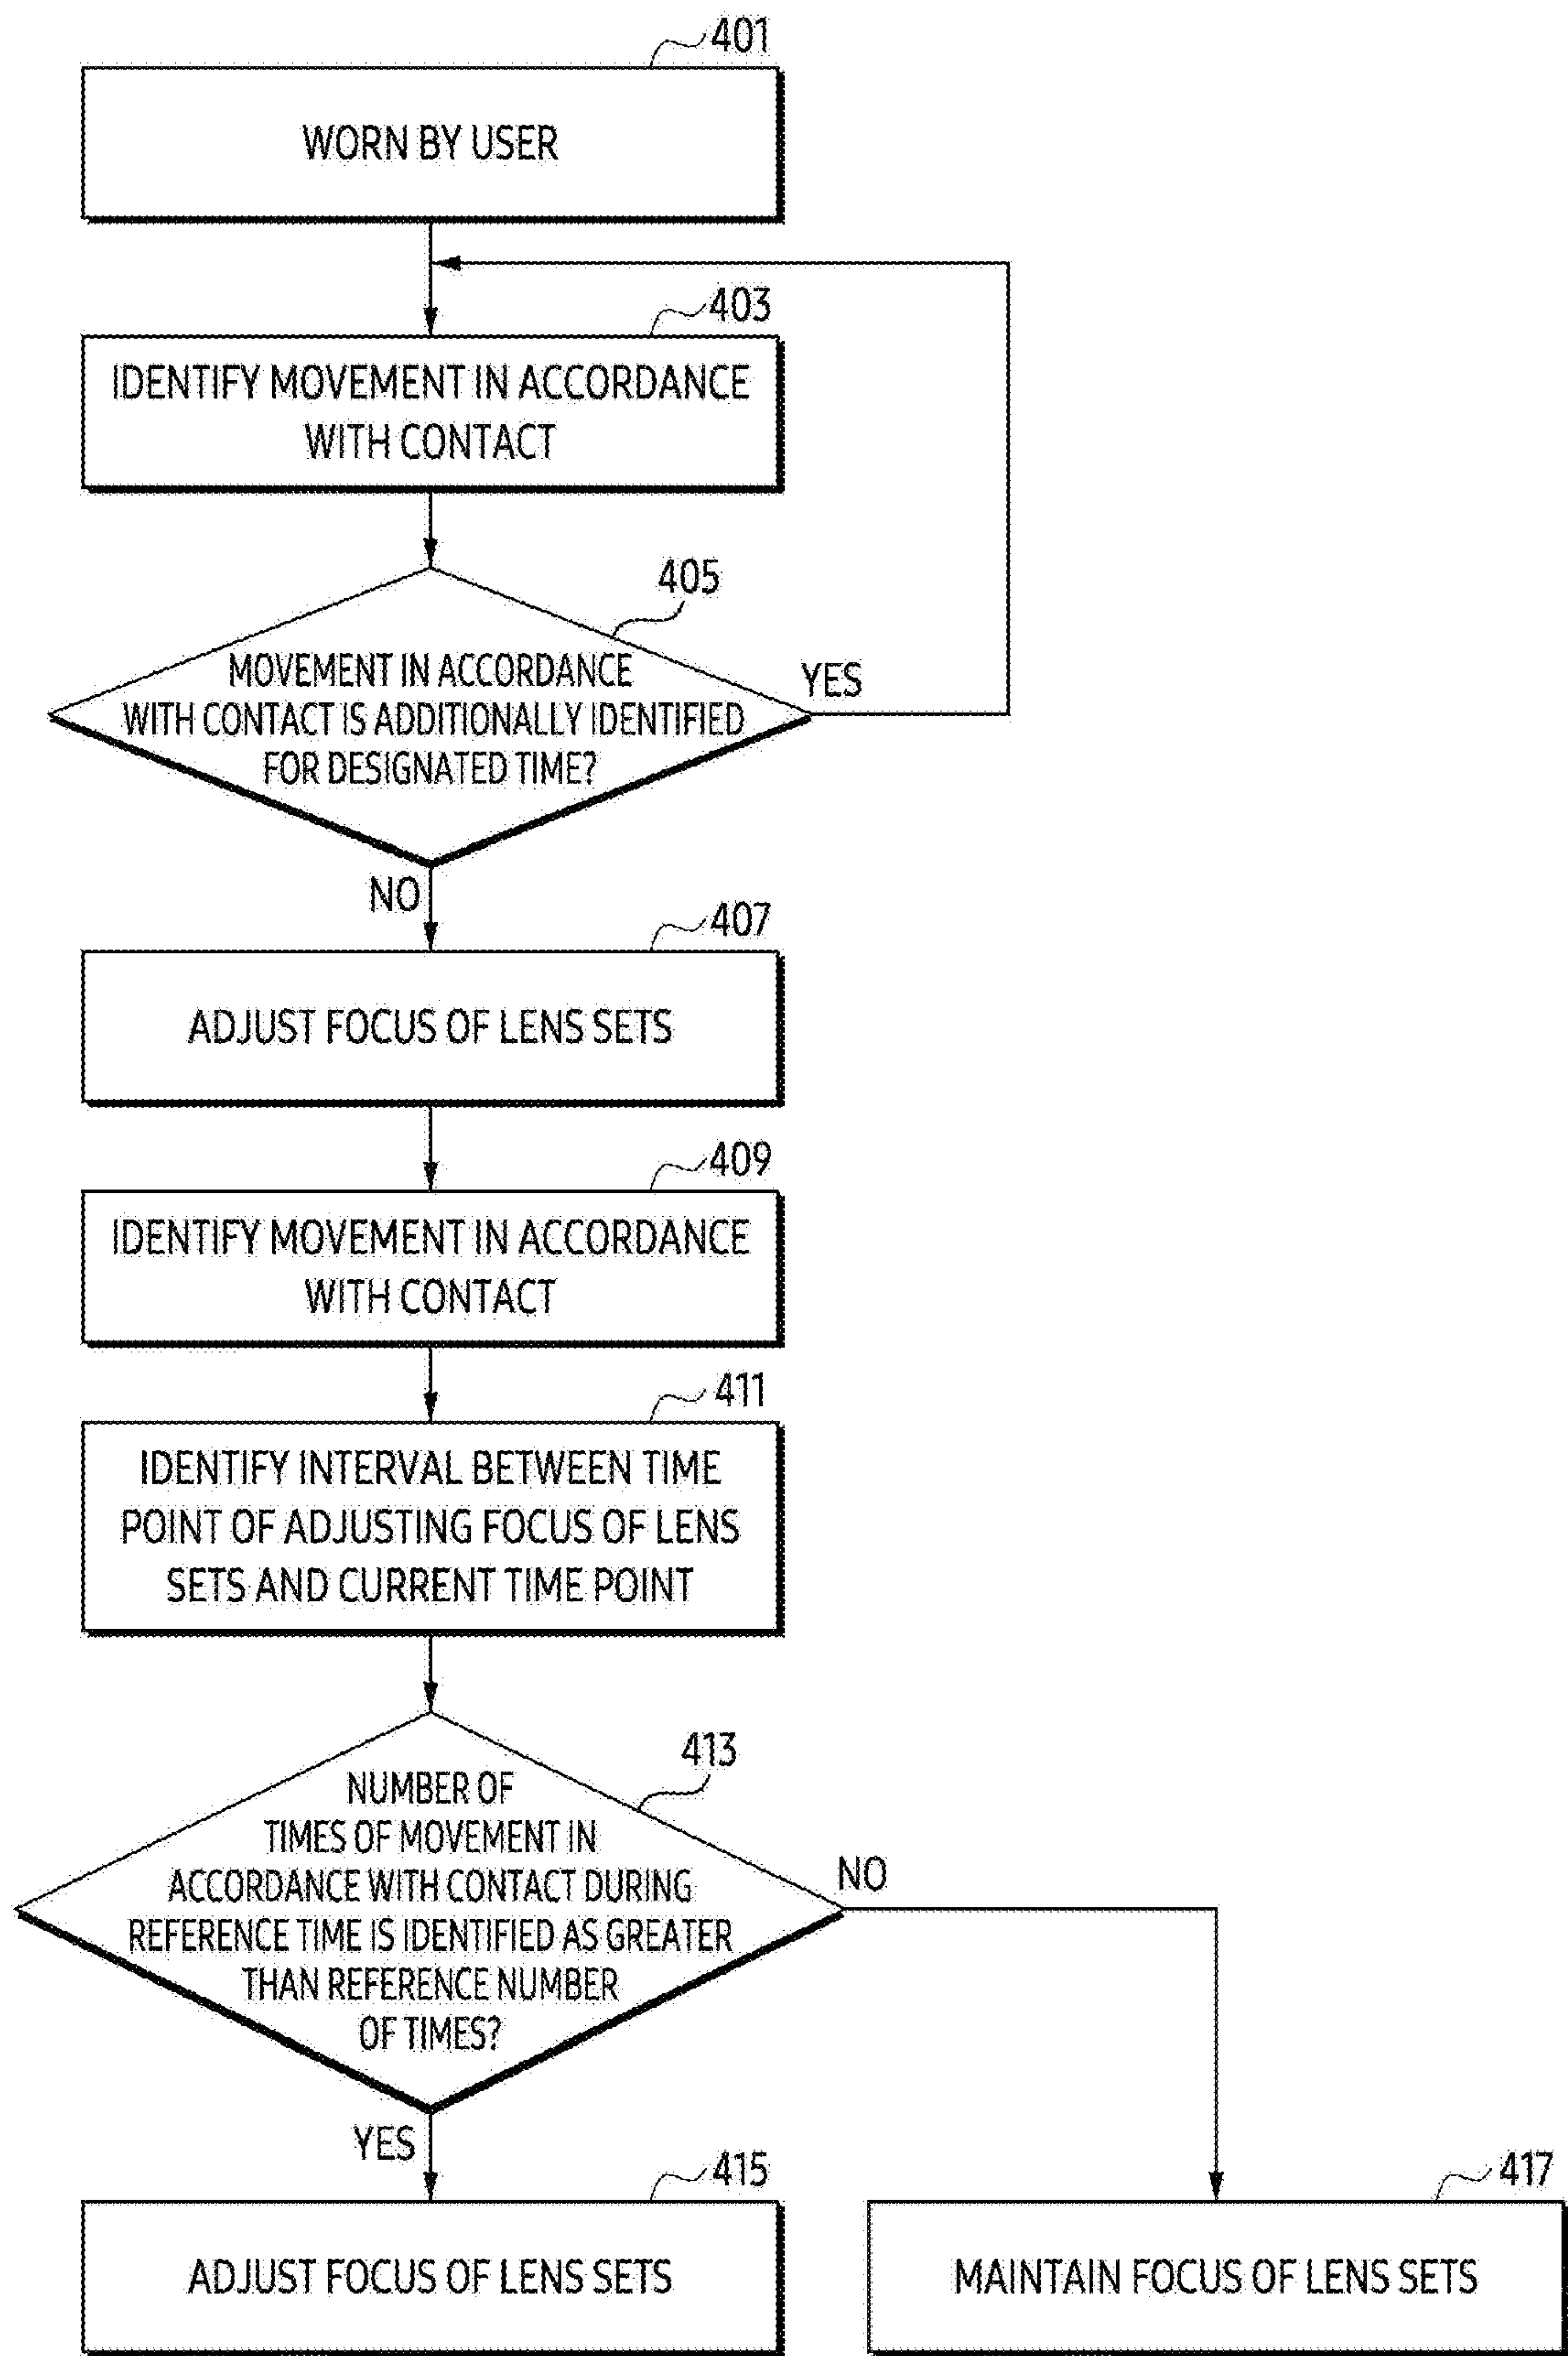 401
WORN BY USER
403
IDENTIFY MOVEMENT IN ACCORDANCE
WITH CONTACT
405
MOVEMENT IN ACCORDANCE
WITH CONTACT IS ADDITIONALLY IDENTIFIED
FOR DESIGNATED TIME?
YES
NO
407
ADJUST FOCUS OF LENS SETS
409
IDENTIFY MOVEMENT IN ACCORDANCE
WITH CONTACT
411
IDENTIFY INTERVAL BETWEEN TIME
POINT OF ADJUSTING FOCUS OF LENS
SETS AND CURRENT TIME POINT
413
NUMBER OF
TIMES OF MOVEMENT IN
ACCORDANCE WITH CONTACT DURING
REFERENCE TIME IS IDENTIFIED AS GREATER
THAN REFERENCE NUMBER
OF TIMES?
NO
YES
415
ADJUST FOCUS OF LENS SETS
417
MAINTAIN FOCUS OF LENS SETS